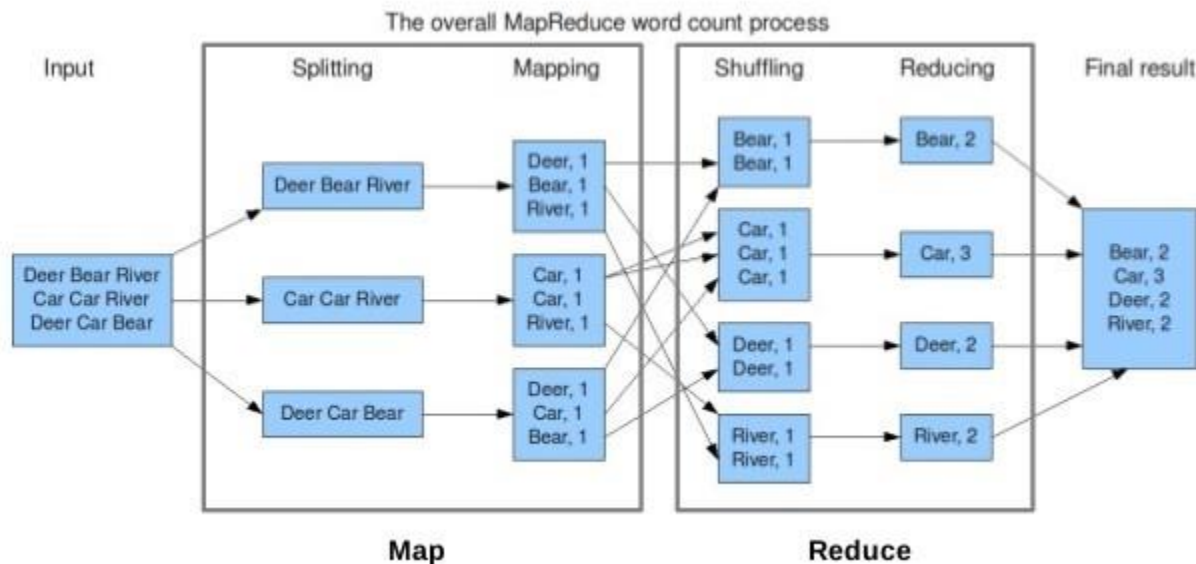 The overall MapReduce word count process
Input
Splitting
Mapping
Shuffling
Reducing
Final result
Deer Bear River
Car Car River
Deer Car Bear
Deer Bear River
Car Car River
Deer Car Bear
Deer, 1
Bear, 1
River, 1
Car, 1
Car, 1
River, 1
Deer, 1
Car, 1
Bear, 1
Bear, 1
Bear, 1
Car, 1
Car, 1
Car, 1
Deer, 1
Deer, 1
River, 1
River, 1
Bear, 2
Car, 3
Deer, 2
River, 2
Bear, 2
Car, 3
Deer, 2
River, 2
Map
Reduce